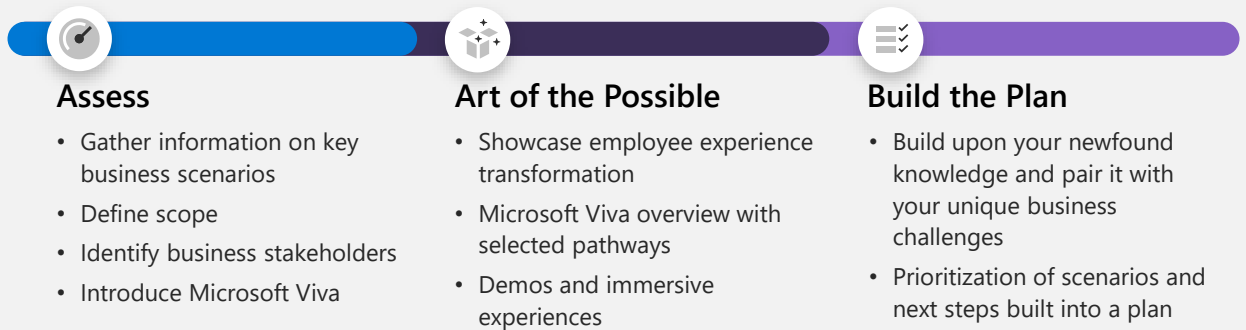 Assess
• Gather information on key
business scenarios
• Define scope
• Identify business stakeholders
• Introduce Microsoft Viva
Art of the Possible
• Showcase employee experience
transformation
• Microsoft Viva overview with
selected pathways
• Demos and immersive
experiences
Build the Plan
• Build upon your newfound
knowledge and pair it with
your unique business
challenges
• Prioritization of scenarios and
next steps built into a plan